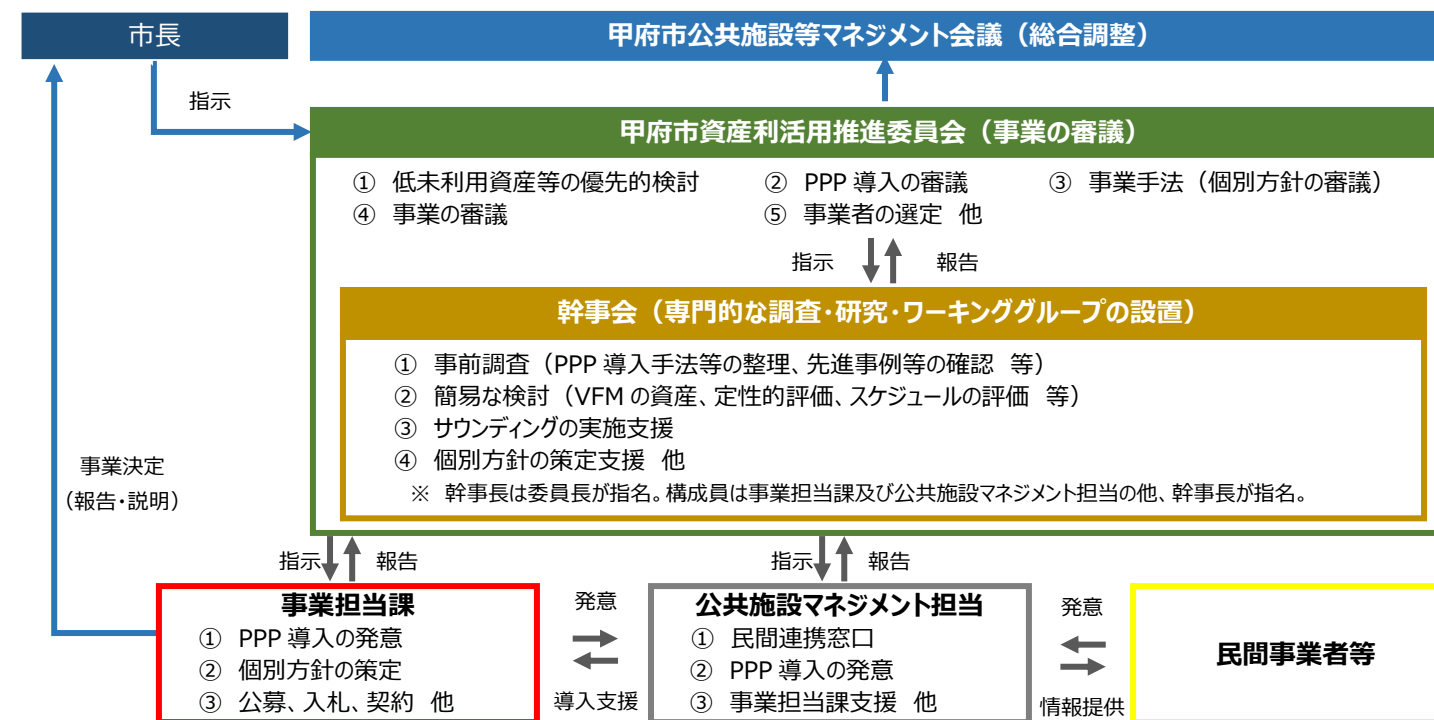 市長
甲府市公共施設等マネジメント会議（総合調整）
指示
甲府市資産利活用推進委員会（事業の審議）
① 低未利用資産等の優先的検討 ② PPP 導入の審議 ③ 事業手法（個別方針の審議）
④ 事業の審議 ⑤ 事業者の選定 他
指示 報告
幹事会（専門的な調査・研究・ワーキンググループの設置）
① 事前調査（PPP 導入手法等の整理、先進事例等の確認 等）
② 簡易な検討（VFM の資産、定性的評価、スケジュールの評価 等）
③ サウンディングの実施支援
④ 個別方針の策定支援 他
※ 幹事長は委員長が指名。構成員は事業担当課及び公共施設マネジメント担当の他、幹事長が指名。
事業決定
（報告・説明）
指示 報告
指示 報告
事業担当課
① PPP 導入の発意
② 個別方針の策定
③ 公募、入札、契約 他
発意
導入支援
公共施設マネジメント担当
① 民間連携窓口
② PPP 導入の発意
③ 事業担当課支援 他
発意
情報提供
民間事業者等